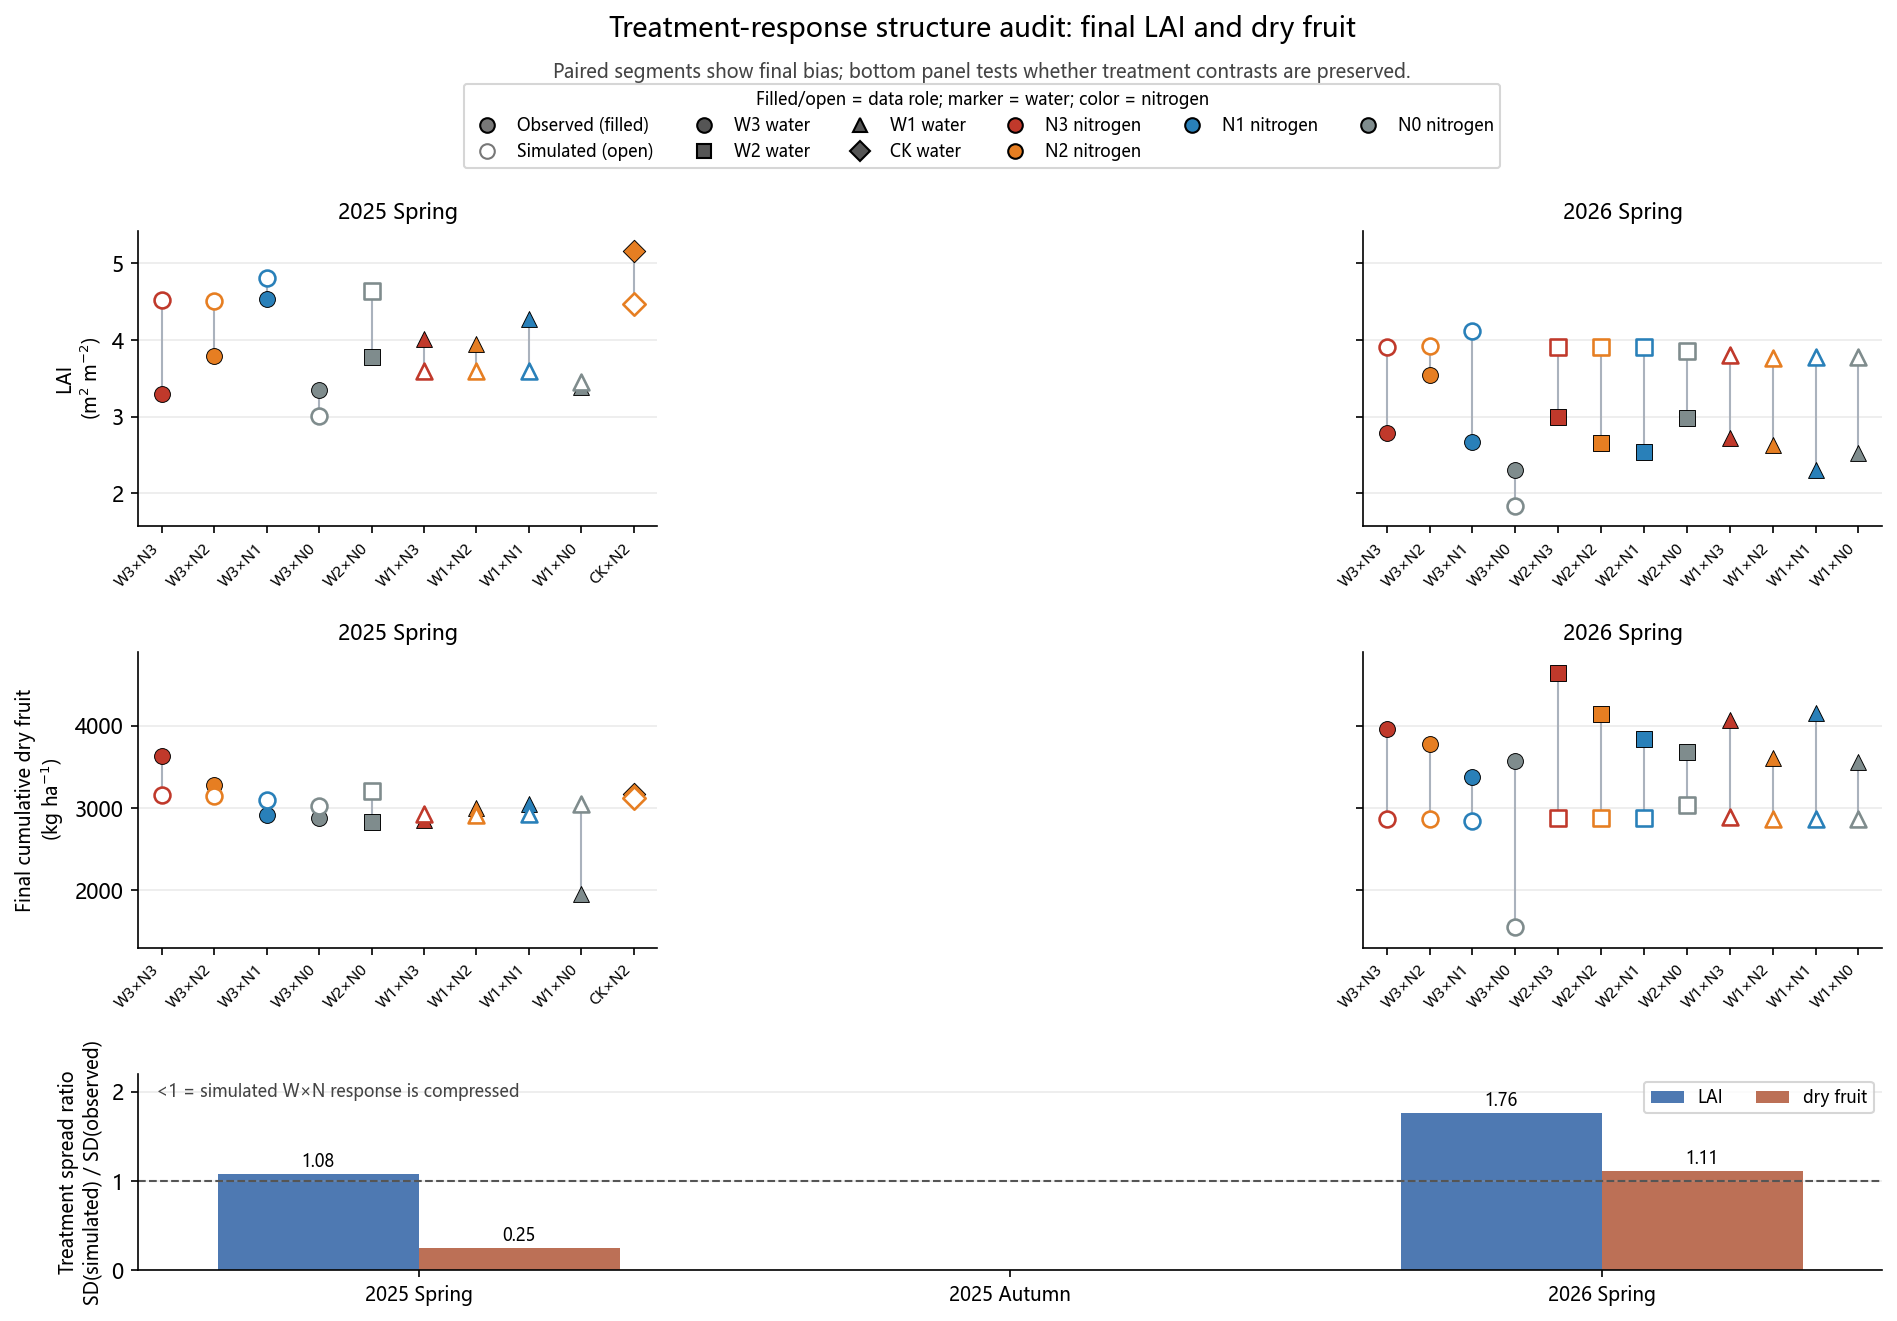 Treatment-response structure audit: final LAI and dry fruit
Paired segments show final bias; bottom panel tests whether treatment contrasts are preserved.
Filled/open = data role; marker = water; color = nitrogen
Observed (filled) W3 water W1 water N3 nitrogen N1 nitrogen N0 nitrogen
Simulated (open) W2 water CK water N2 nitrogen
2025 Spring
LAI
(m² m⁻²)
5
4
3
2
W3×N3 W3×N2 W3×N1 W3×N0 W2×N0 W1×N3 W1×N2 W1×N1 W1×N0 CK×N2
2026 Spring
W3×N3 W3×N2 W3×N1 W3×N0 W2×N3 W2×N2 W2×N1 W2×N0 W1×N3 W1×N2 W1×N1 W1×N0
2025 Spring
Final cumulative dry fruit
(kg ha⁻¹)
4000
3000
2000
W3×N3 W3×N2 W3×N1 W3×N0 W2×N0 W1×N3 W1×N2 W1×N1 W1×N0 CK×N2
2026 Spring
W3×N3 W3×N2 W3×N1 W3×N0 W2×N3 W2×N2 W2×N1 W2×N0 W1×N3 W1×N2 W1×N1 W1×N0
Treatment spread ratio
SD(simulated) / SD(observed)
2
1
0
<1 = simulated W×N response is compressed
LAI dry fruit
1.08
0.25
1.76
1.11
2025 Spring 2025 Autumn 2026 Spring